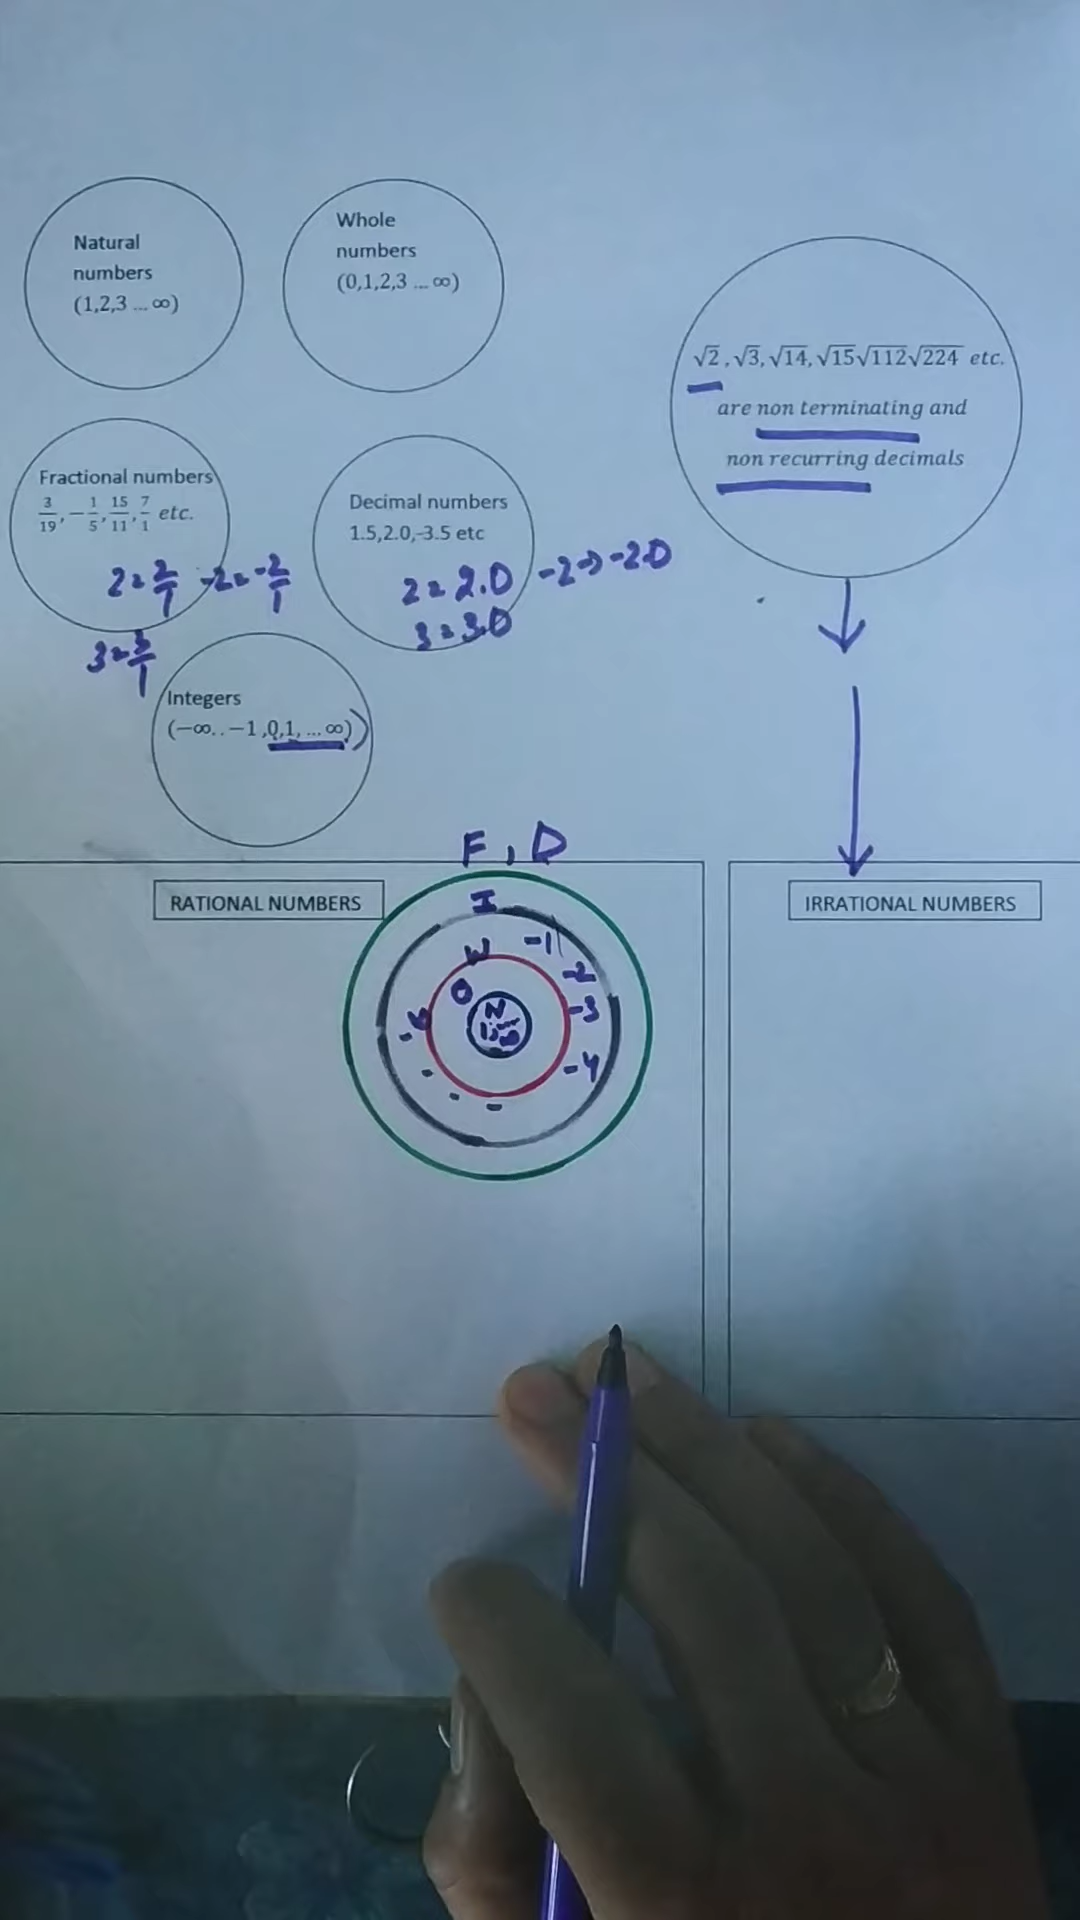 Natural
numbers
(1,2,3 ... ∞)
Whole
numbers
(0,1,2,3 ... ∞)
√2 , √3, √14, √15√112√224 etc.
are non terminating and
non recurring decimals
Fractional numbers
3/19, -1/5, 15/11, 7/1 etc.
2 = 2/1 -2 = -2/1
3 = 3/1
Decimal numbers
1.5,2.0,-3.5 etc
2 = 2.0 -2 → -2.0
3 = 3.0
Integers
(-∞. . -1 ,0,1, ... ∞))
F, D
RATIONAL NUMBERS
I
W
-1
-2
0
N
-3
-4
IRRATIONAL NUMBERS